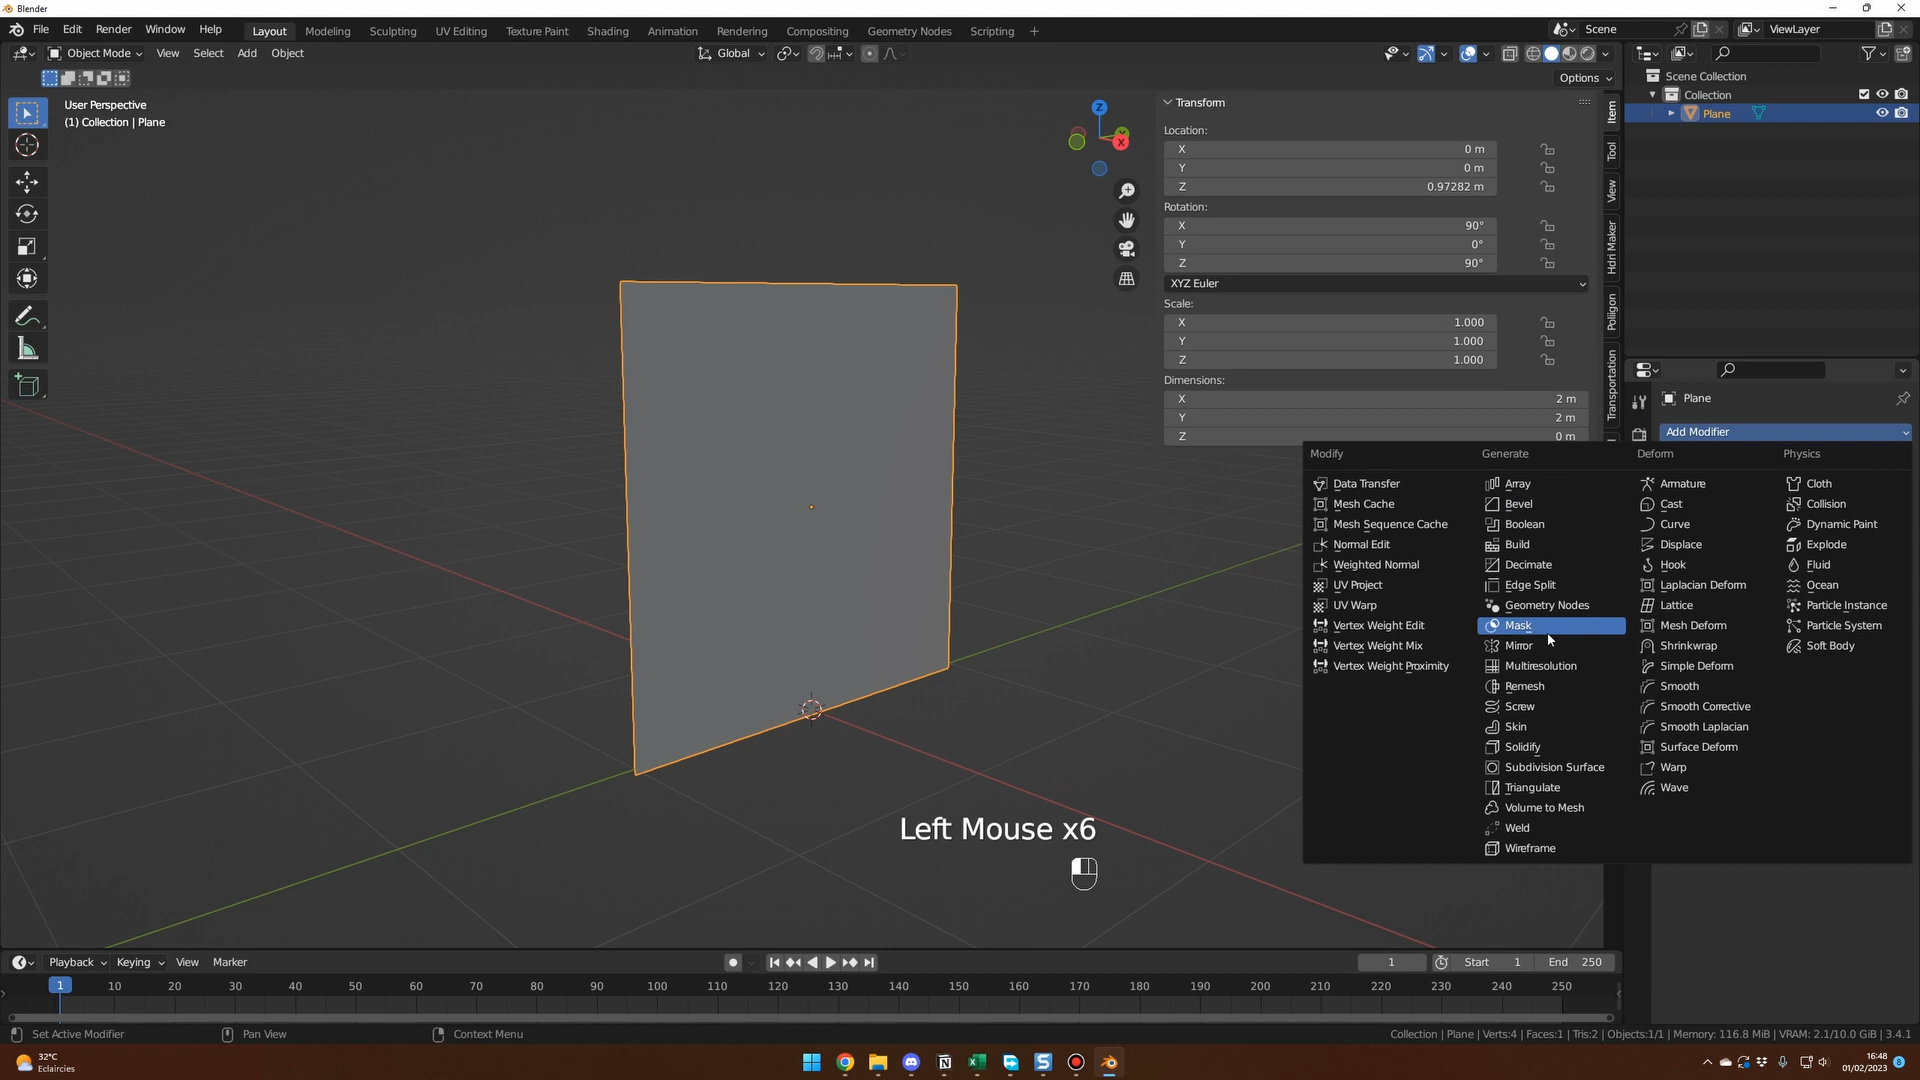 Blender
File Edit Render Window Help Layout Modeling Sculpting UV Editing Texture Paint Shading Animation Rendering Compositing Geometry Nodes Scripting + Scene ViewLayer
Object Mode View Select Add Object Global
Options
User Perspective
(1) Collection | Plane
Z
X
Transform
Location:
X 0 m
Y 0 m
Z 0.97282 m
Rotation:
X 90°
Y 0°
Z 90°
XYZ Euler
Scale:
X 1.000
Y 1.000
Z 1.000
Dimensions:
X 2 m
Y 2 m
Z 0 m
Item
Tool
View
Hdri Maker
Poliigon
Transportation
Scene Collection
Collection
Plane
Plane
Add Modifier
Modify
Data Transfer
Mesh Cache
Mesh Sequence Cache
Normal Edit
Weighted Normal
UV Project
UV Warp
Vertex Weight Edit
Vertex Weight Mix
Vertex Weight Proximity
Generate
Array
Bevel
Boolean
Build
Decimate
Edge Split
Geometry Nodes
Mask
Mirror
Multiresolution
Remesh
Screw
Skin
Solidify
Subdivision Surface
Triangulate
Volume to Mesh
Weld
Wireframe
Deform
Armature
Cast
Curve
Displace
Hook
Laplacian Deform
Lattice
Mesh Deform
Shrinkwrap
Simple Deform
Smooth
Smooth Corrective
Smooth Laplacian
Surface Deform
Warp
Wave
Physics
Cloth
Collision
Dynamic Paint
Explode
Fluid
Ocean
Particle Instance
Particle System
Soft Body
Left Mouse x6
Playback Keying View Marker 1 Start 1 End 250
1 10 20 30 40 50 60 70 80 90 100 110 120 130 140 150 160 170 180 190 200 210 220 230 240 250
Set Active Modifier Pan View Context Menu Collection | Plane | Verts:4 | Faces:1 | Tris:2 | Objects:1/1 | Memory: 116.8 MiB | VRAM: 2.1/10.0 GiB | 3.4.1
32°C
Eclaircies
16:48
01/02/2023
8